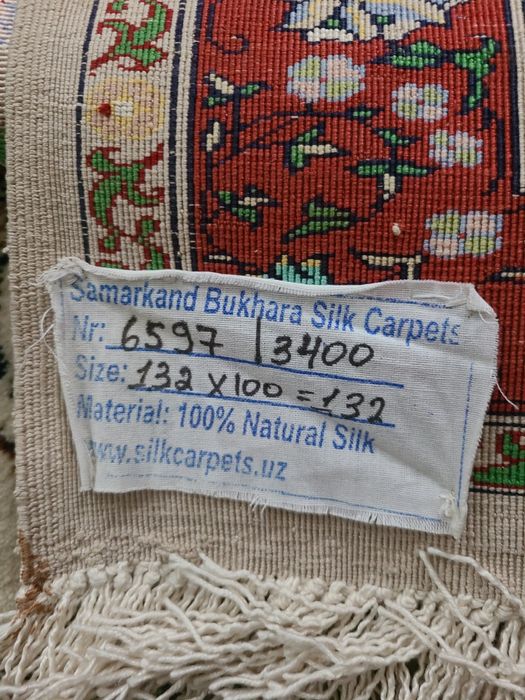 Samarkand Bukhara Silk Carpets
Nr: 6597 | 3400
Size: 132 x 100 = 132
Material: 100% Natural Silk
www.silkcarpets.uz